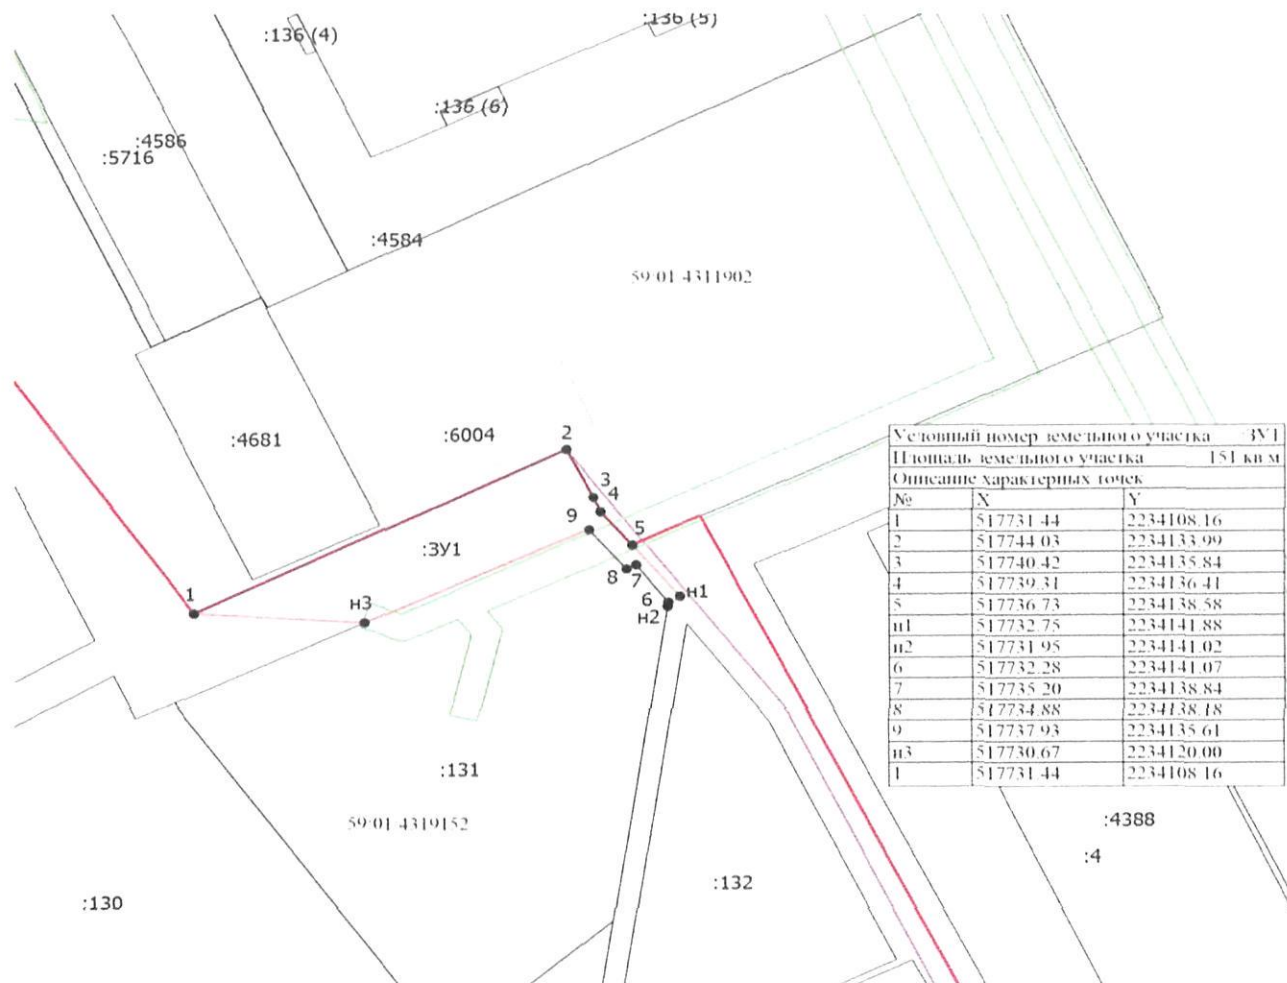 :136 (4)
:136 (5)
:136 (6)
:4586
:5716
:4584
59:01:4311902
:4681
:6004
2
3
4
9
5
:ЗУ1
8
7
1
н3
6
н1
н2
Условный номер земельного участка :ЗУ1
Площадь земельного участка 151 кв.м
Описание характерных точек
№ X Y
1 517731.44 2234108.16
2 517744.03 2234133.99
3 517740.42 2234135.84
4 517739.31 2234136.41
5 517736.73 2234138.58
н1 517732.75 2234141.88
н2 517731.95 2234141.02
6 517732.28 2234141.07
7 517735.20 2234138.84
8 517734.88 2234138.18
9 517737.93 2234135.61
н3 517730.67 2234120.00
1 517731.44 2234108.16
:131
59:01:4319152
:4388
:4
:132
:130